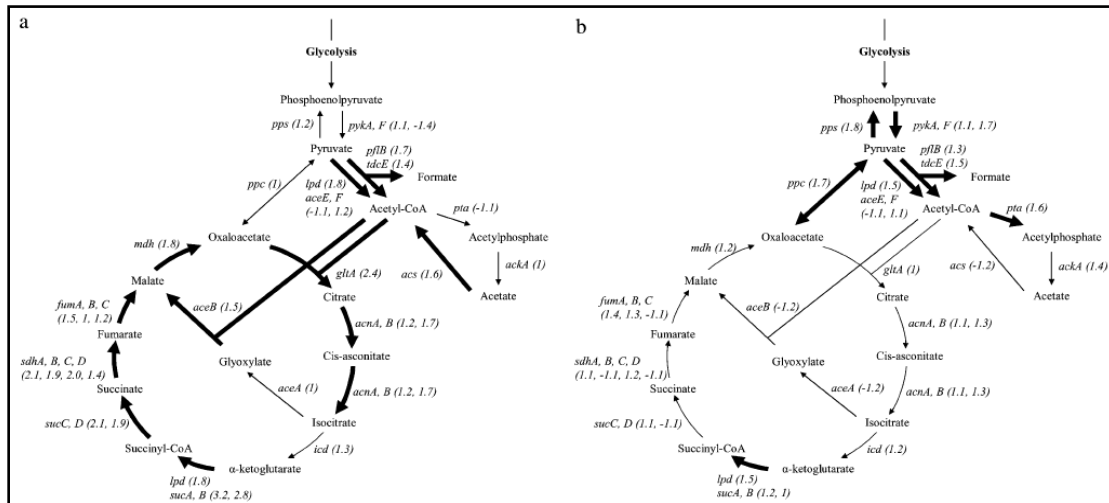 a
Glycolysis
Phosphoenolpyruvate
pps (1.2)
pykA, F (1.1, -1.4)
Pyruvate
pflB (1.7)
tdcE (1.4)
Formate
ppc (1)
lpd (1.8)
aceE, F
(-1.1, 1.2)
Acetyl-CoA
pta (-1.1)
Oxaloacetate
Acetylphosphate
mdh (1.8)
gltA (2.4)
acs (1.6)
ackA (1)
Malate
aceB (1.5)
Citrate
Acetate
fumA, B, C
(1.5, 1, 1.2)
acnA, B (1.2, 1.7)
Fumarate
Glyoxylate
Cis-asconitate
sdhA, B, C, D
(2.1, 1.9, 2.0, 1.4)
aceA (1)
acnA, B (1.2, 1.7)
Succinate
Isocitrate
sucC, D (2.1, 1.9)
icd (1.3)
Succinyl-CoA
α-ketoglutarate
lpd (1.8)
sucA, B (3.2, 2.8)
b
Glycolysis
Phosphoenolpyruvate
pps (1.8)
pykA, F (1.1, 1.7)
Pyruvate
pflB (1.3)
tdcE (1.5)
Formate
ppc (1.7)
lpd (1.5)
aceE, F
(-1.1, 1.1)
Acetyl-CoA
pta (1.6)
Oxaloacetate
Acetylphosphate
mdh (1.2)
gltA (1)
acs (-1.2)
ackA (1.4)
Malate
aceB (-1.2)
Citrate
Acetate
fumA, B, C
(1.4, 1.3, -1.1)
acnA, B (1.1, 1.3)
Fumarate
Glyoxylate
Cis-asconitate
sdhA, B, C, D
(1.1, -1.1, 1.2, -1.1)
aceA (-1.2)
acnA, B (1.1, 1.3)
Succinate
Isocitrate
sucC, D (1.1, -1.1)
icd (1.2)
Succinyl-CoA
α-ketoglutarate
lpd (1.5)
sucA, B (1.2, 1)